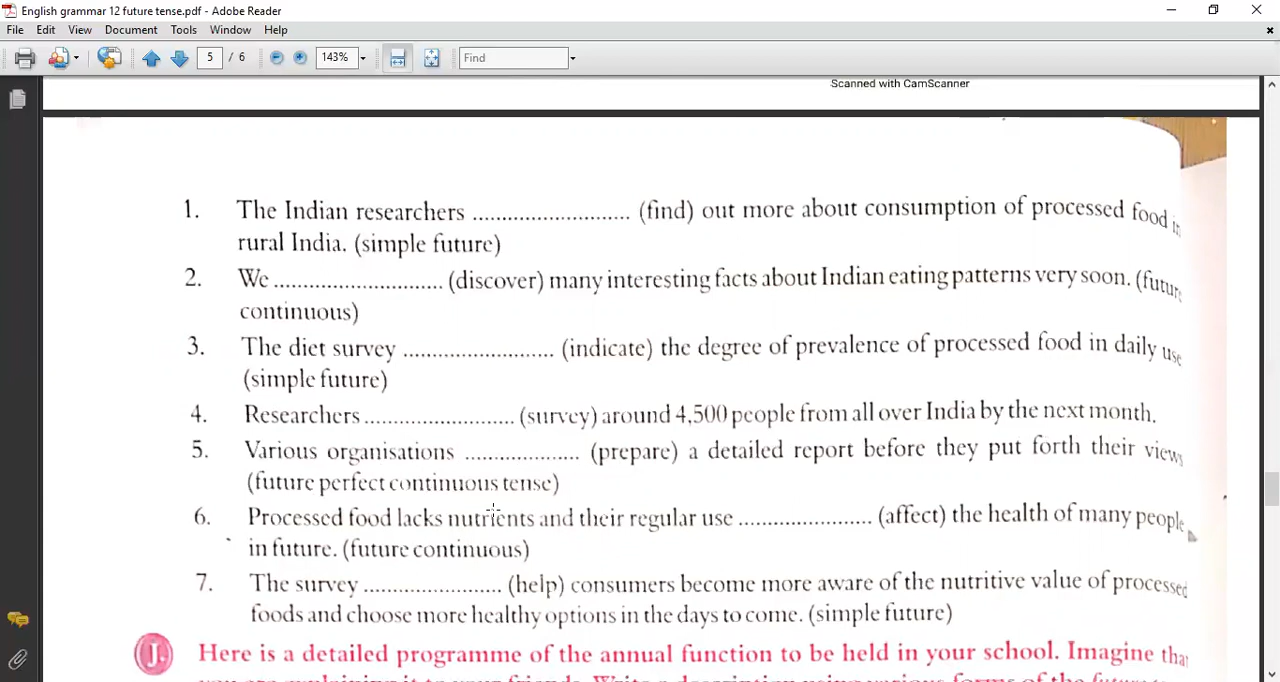 English grammar 12 future tense.pdf - Adobe Reader
File Edit View Document Tools Window Help
5 / 6 143% Find
Scanned with CamScanner
1. The Indian researchers ............................ (find) out more about consumption of processed food in
rural India. (simple future)
2. We .............................. (discover) many interesting facts about Indian eating patterns very soon. (future
continuous)
3. The diet survey ........................... (indicate) the degree of prevalence of processed food in daily use
(simple future)
4. Researchers ........................... (survey) around 4,500 people from all over India by the next month.
5. Various organisations .................... (prepare) a detailed report before they put forth their views
(future perfect continuous tense)
6. Processed food lacks nutrients and their regular use ........................ (affect) the health of many people
in future. (future continuous)
7. The survey ......................... (help) consumers become more aware of the nutritive value of processed
foods and choose more healthy options in the days to come. (simple future)
J. Here is a detailed programme of the annual function to be held in your school. Imagine that